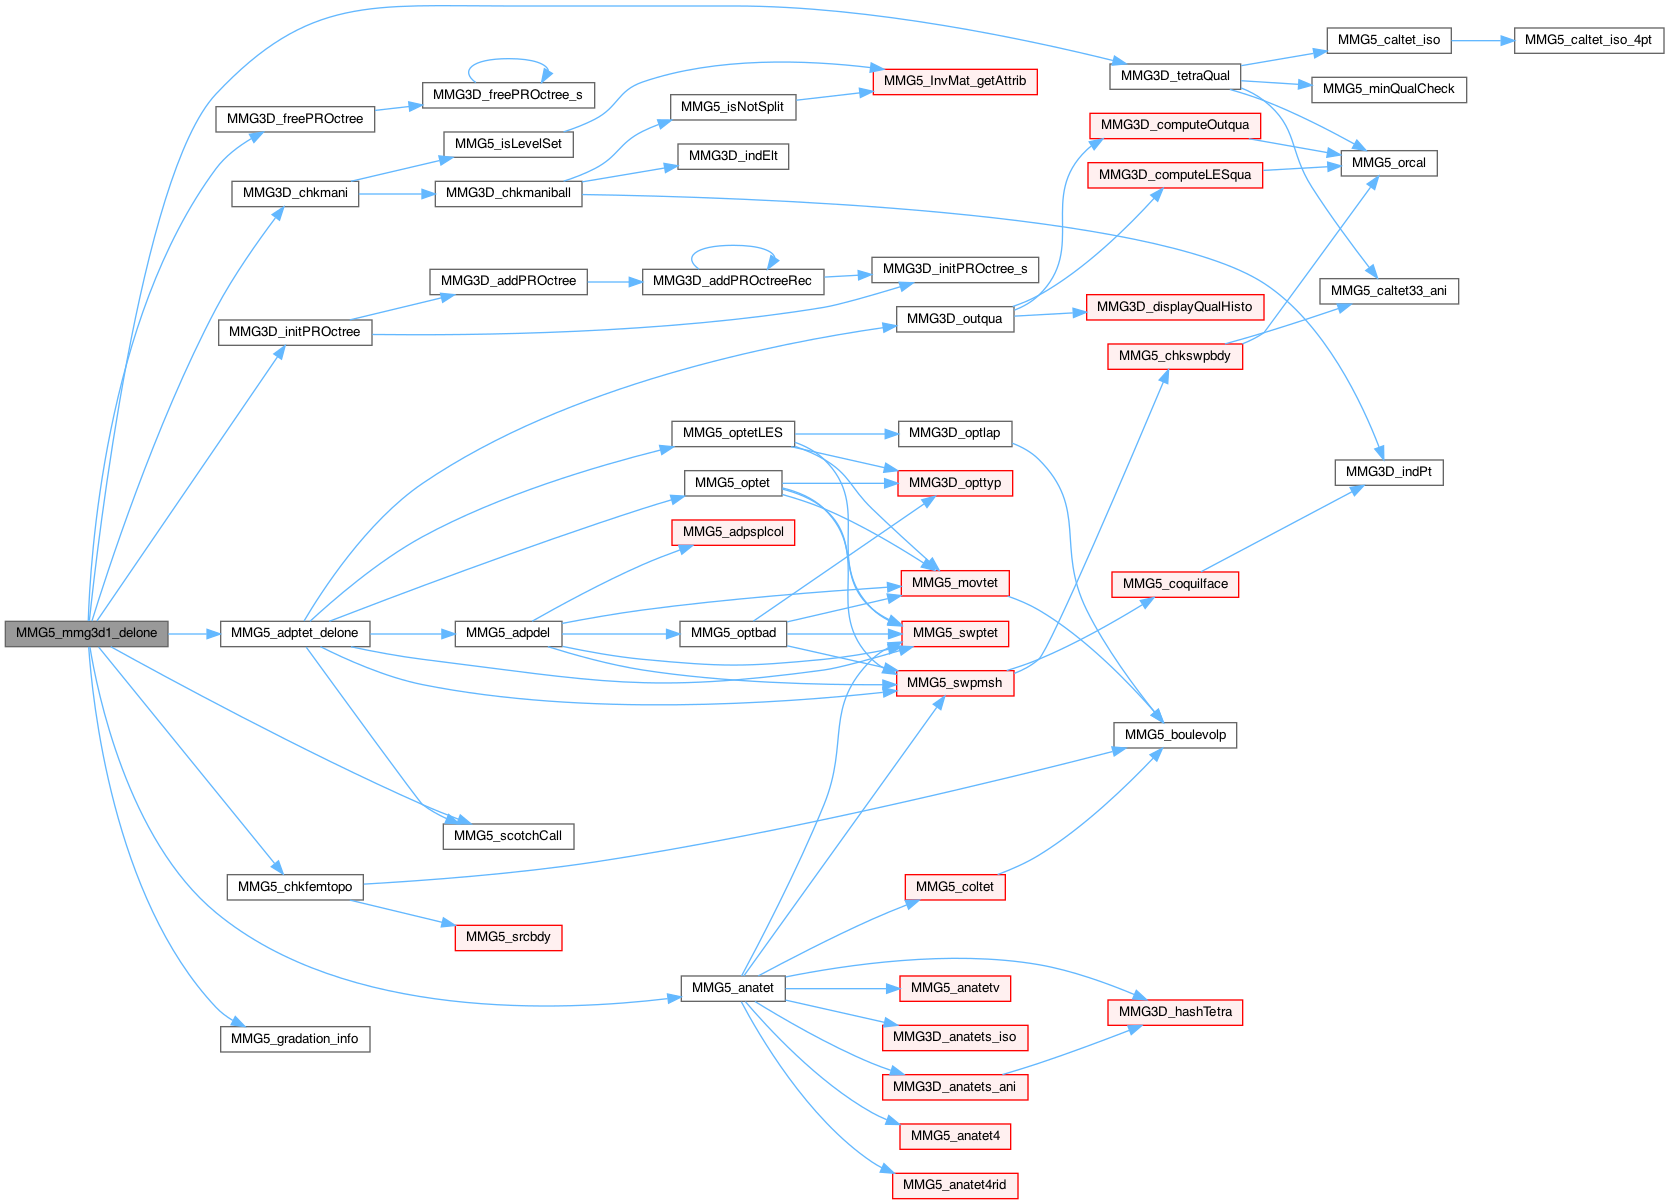 MMG5_caltet_iso
MMG5_caltet_iso_4pt
MMG3D_tetraQual
MMG5_InvMat_getAttrib
MMG5_minQualCheck
MMG3D_freePROctree_s
MMG5_isNotSplit
MMG3D_freePROctree
MMG3D_computeOutqua
MMG5_isLevelSet
MMG3D_indElt
MMG5_orcal
MMG3D_computeLESqua
MMG3D_chkmani
MMG3D_chkmaniball
MMG3D_initPROctree_s
MMG3D_addPROctree
MMG3D_addPROctreeRec
MMG5_caltet33_ani
MMG3D_displayQualHisto
MMG3D_outqua
MMG3D_initPROctree
MMG5_chkswpbdy
MMG5_optetLES
MMG3D_optlap
MMG3D_indPt
MMG5_optet
MMG3D_opttyp
MMG5_adpsplcol
MMG5_movtet
MMG5_coquilface
MMG5_mmg3d1_delone
MMG5_adptet_delone
MMG5_adpdel
MMG5_optbad
MMG5_swptet
MMG5_swpmsh
MMG5_boulevolp
MMG5_scotchCall
MMG5_chkfemtopo
MMG5_coltet
MMG5_srcbdy
MMG5_anatet
MMG5_anatetv
MMG3D_hashTetra
MMG5_gradation_info
MMG3D_anatets_iso
MMG3D_anatets_ani
MMG5_anatet4
MMG5_anatet4rid